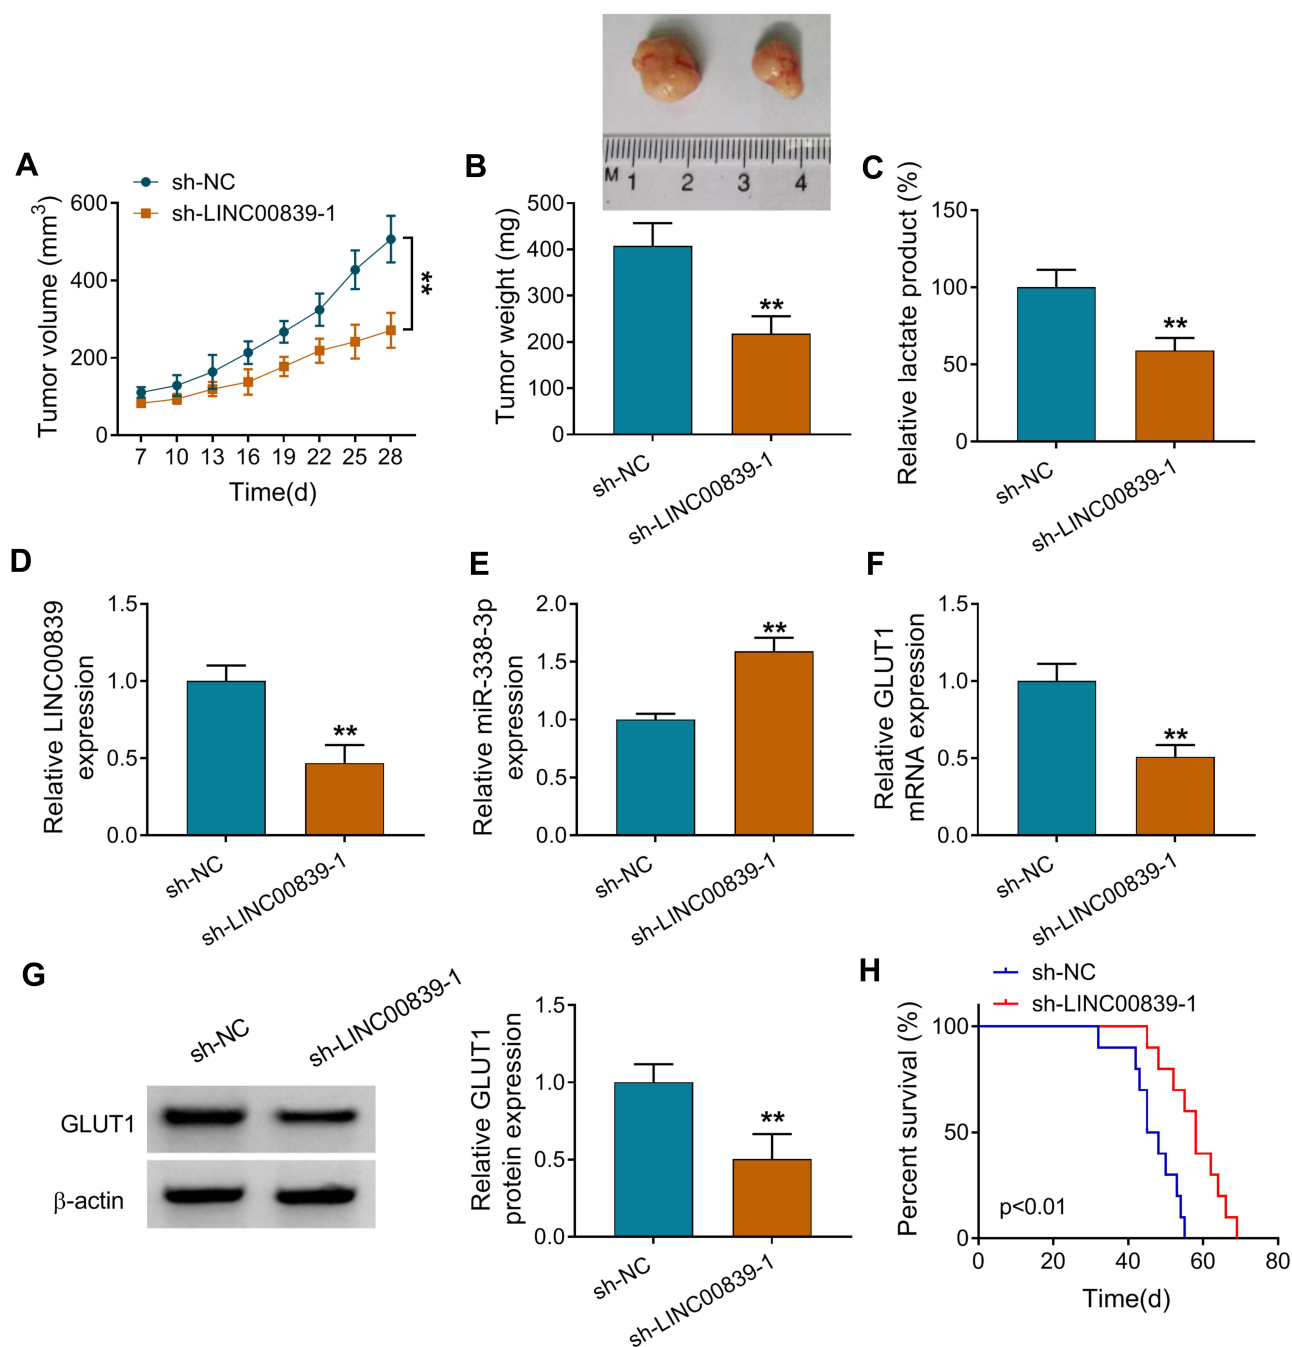 A
sh-NC
sh-LINC00839-1
Tumor volume (mm³)
600
400
200
0
7 10 13 16 19 22 25 28
Time(d)
**
B
M 1 2 3 4
Tumor weight (mg)
500
400
300
200
100
0
**
sh-NC
sh-LINC00839-1
C
Relative lactate product (%)
150
100
50
0
**
sh-NC
sh-LINC00839-1
D
Relative LINC00839
expression
1.5
1.0
0.5
0.0
**
sh-NC
sh-LINC00839-1
E
Relative miR-338-3p
expression
2.0
1.5
1.0
0.5
0.0
**
sh-NC
sh-LINC00839-1
F
Relative GLUT1
mRNA expression
1.5
1.0
0.5
0.0
**
sh-NC
sh-LINC00839-1
G
sh-NC
sh-LINC00839-1
GLUT1
β-actin
Relative GLUT1
protein expression
1.5
1.0
0.5
0.0
**
sh-NC
sh-LINC00839-1
H
sh-NC
sh-LINC00839-1
Percent survival (%)
100
50
0
p<0.01
0 20 40 60 80
Time(d)